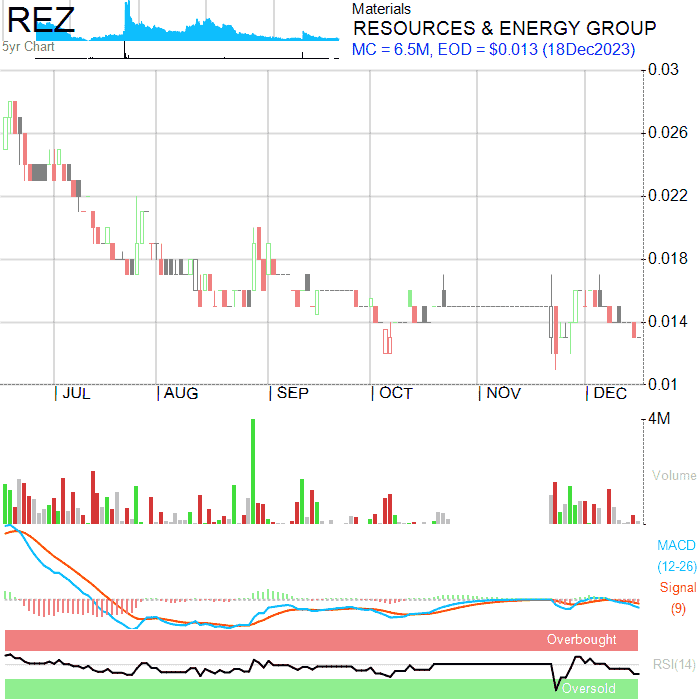 REZ
5yr Chart
Materials
RESOURCES & ENERGY GROUP
MC = 6.5M, EOD = $0.013 (18Dec2023)
0.03
0.026
0.022
0.018
0.014
0.01
JUL AUG SEP OCT NOV DEC
4M
Volume
MACD
(12-26)
Signal
(9)
Overbought
RSI(14)
Oversold